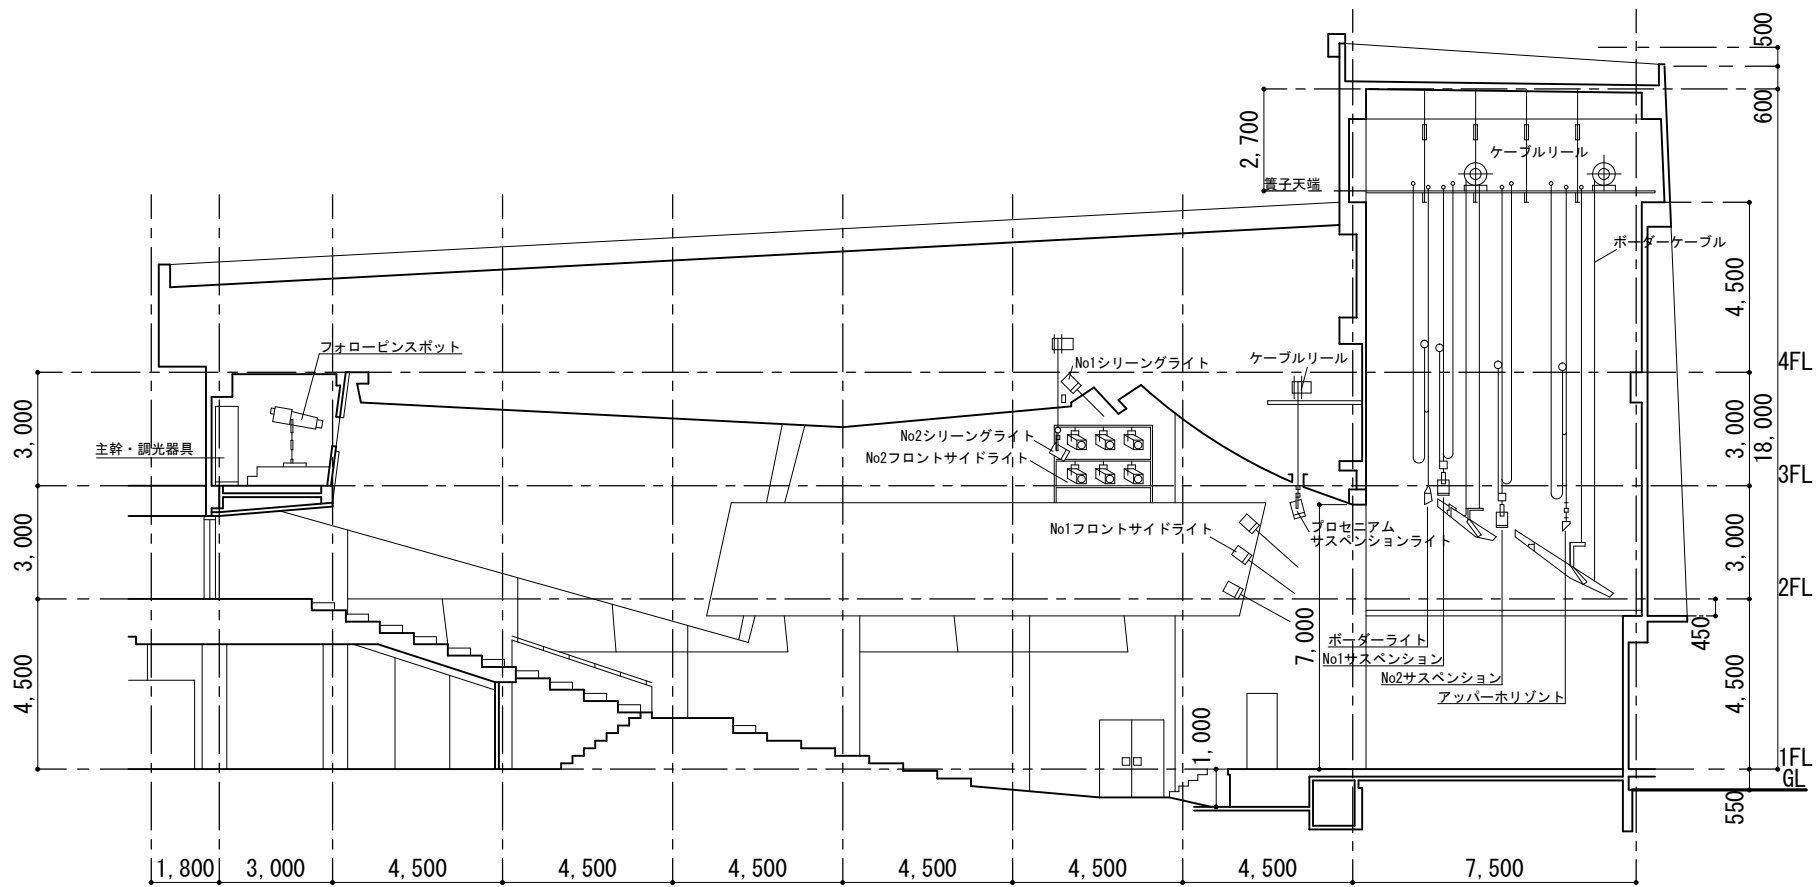 500
600
2,700
ケーブルリール
簀子天端
ボーダーケーブル
4,500
フォローピンスポット
No1シリーングライト
ケーブルリール
4FL
3,000
主幹・調光器具
No2シリーングライト
No2フロントサイドライト
3,000
18,000
3FL
No1フロントサイドライト
プロセニアム
サスペンションライト
3,000
3,000
2FL
450
7,000
ボーダーライト
No1サスペンション
No2サスペンション
アッパーホリゾント
4,500
4,500
1,000
1FL
GL
550
1,800
3,000
4,500
4,500
4,500
4,500
4,500
4,500
7,500